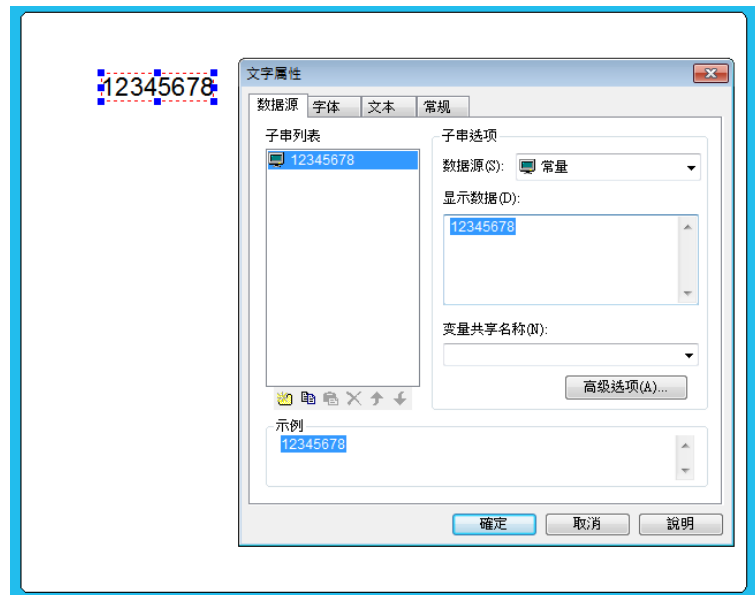 12345678
文字属性
数据源 字体 文本 常规
子串列表
12345678
子串选项
数据源(S): 常量
显示数据(D):
12345678
变量共享名称(N):
高级选项(A)...
示例
12345678
確定 取消 說明